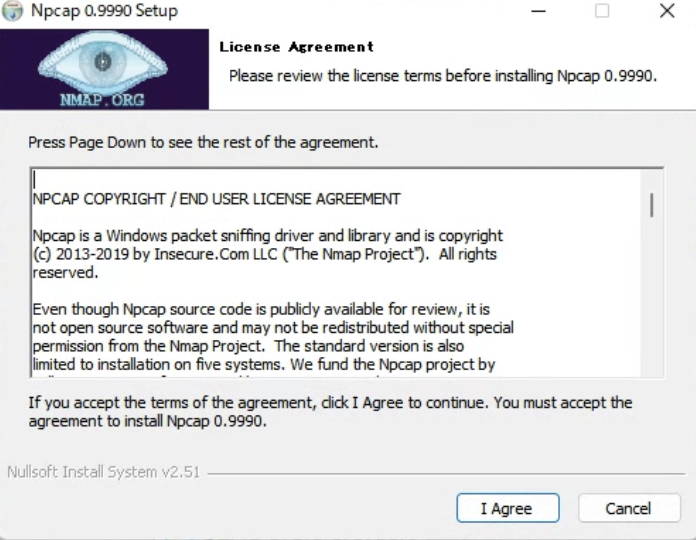 Npcap 0.9990 Setup
NMAP.ORG
License Agreement
Please review the license terms before installing Npcap 0.9990.
Press Page Down to see the rest of the agreement.
NPCAP COPYRIGHT / END USER LICENSE AGREEMENT
Npcap is a Windows packet sniffing driver and library and is copyright
(c) 2013-2019 by Insecure.Com LLC ("The Nmap Project").  All rights
reserved.
Even though Npcap source code is publicly available for review, it is
not open source software and may not be redistributed without special
permission from the Nmap Project.  The standard version is also
limited to installation on five systems. We fund the Npcap project by
If you accept the terms of the agreement, click I Agree to continue. You must accept the
agreement to install Npcap 0.9990.
Nullsoft Install System v2.51
I Agree
Cancel